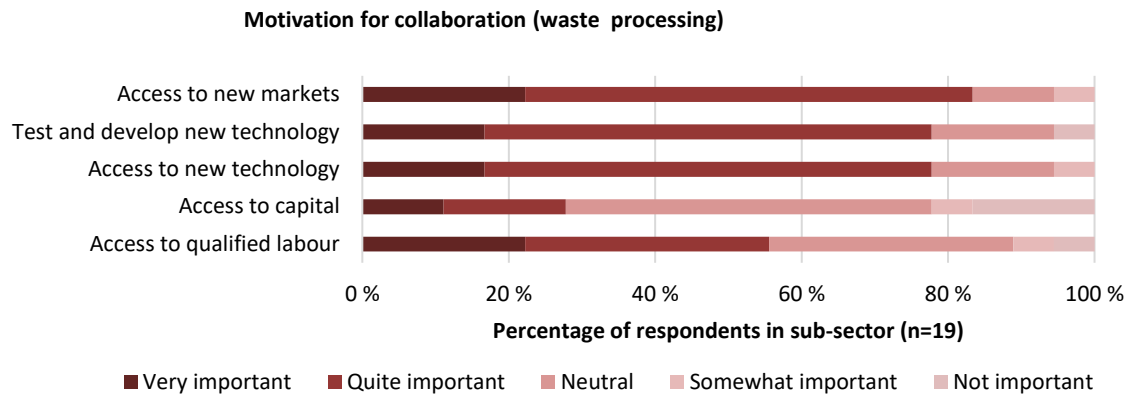 Motivation for collaboration (waste  processing)
Access to new markets
Test and develop new technology
Access to new technology
Access to capital
Access to qualified labour
0 % 20 % 40 % 60 % 80 % 100 %
Percentage of respondents in sub-sector (n=19)
Very important Quite important Neutral Somewhat important Not important